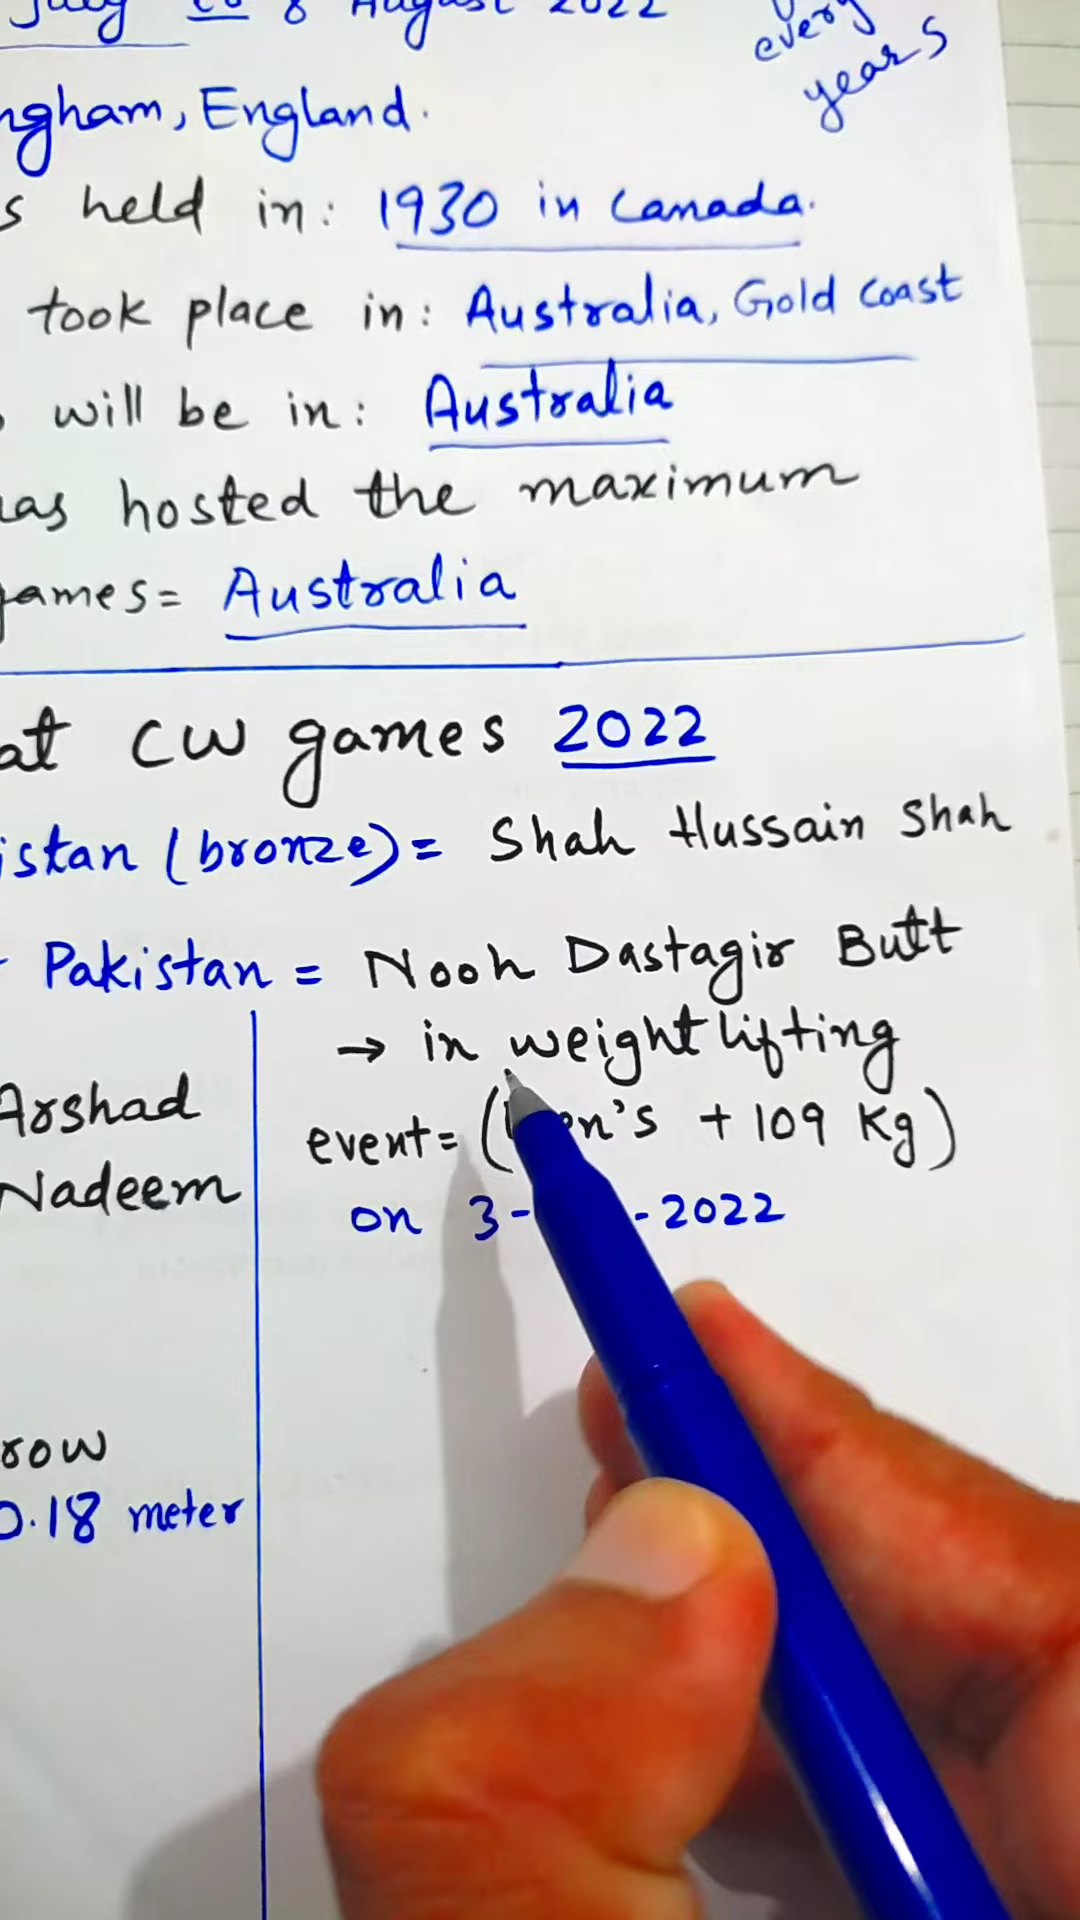 July to 8 August 2022
every
years
ngham, England.
s held in: 1930 in Canada.
took place in: Australia, Gold coast
will be in: Australia
as hosted the maximum
games= Australia
at CW games 2022
istan (bronze)= Shah Hussain Shah
Pakistan = Nooh Dastagir Butt
→ in weightlifting
event= ( 's +109 Kg)
on 3- -2022
Arshad
Nadeem
row
0.18 meter